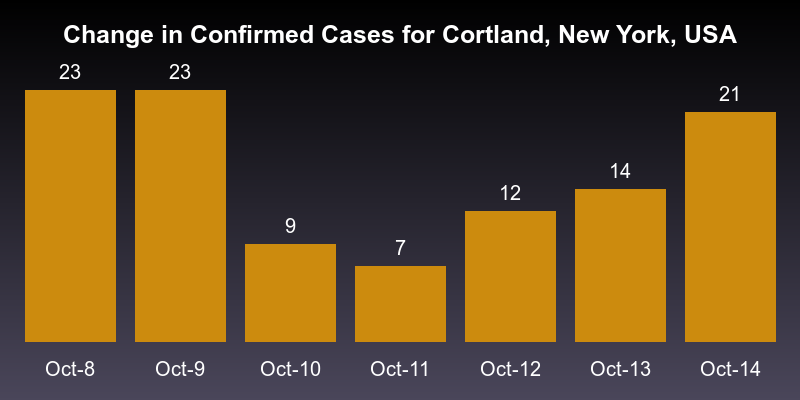 Change in Confirmed Cases for Cortland, New York, USA
23
23
9
7
12
14
21
Oct-8
Oct-9
Oct-10
Oct-11
Oct-12
Oct-13
Oct-14